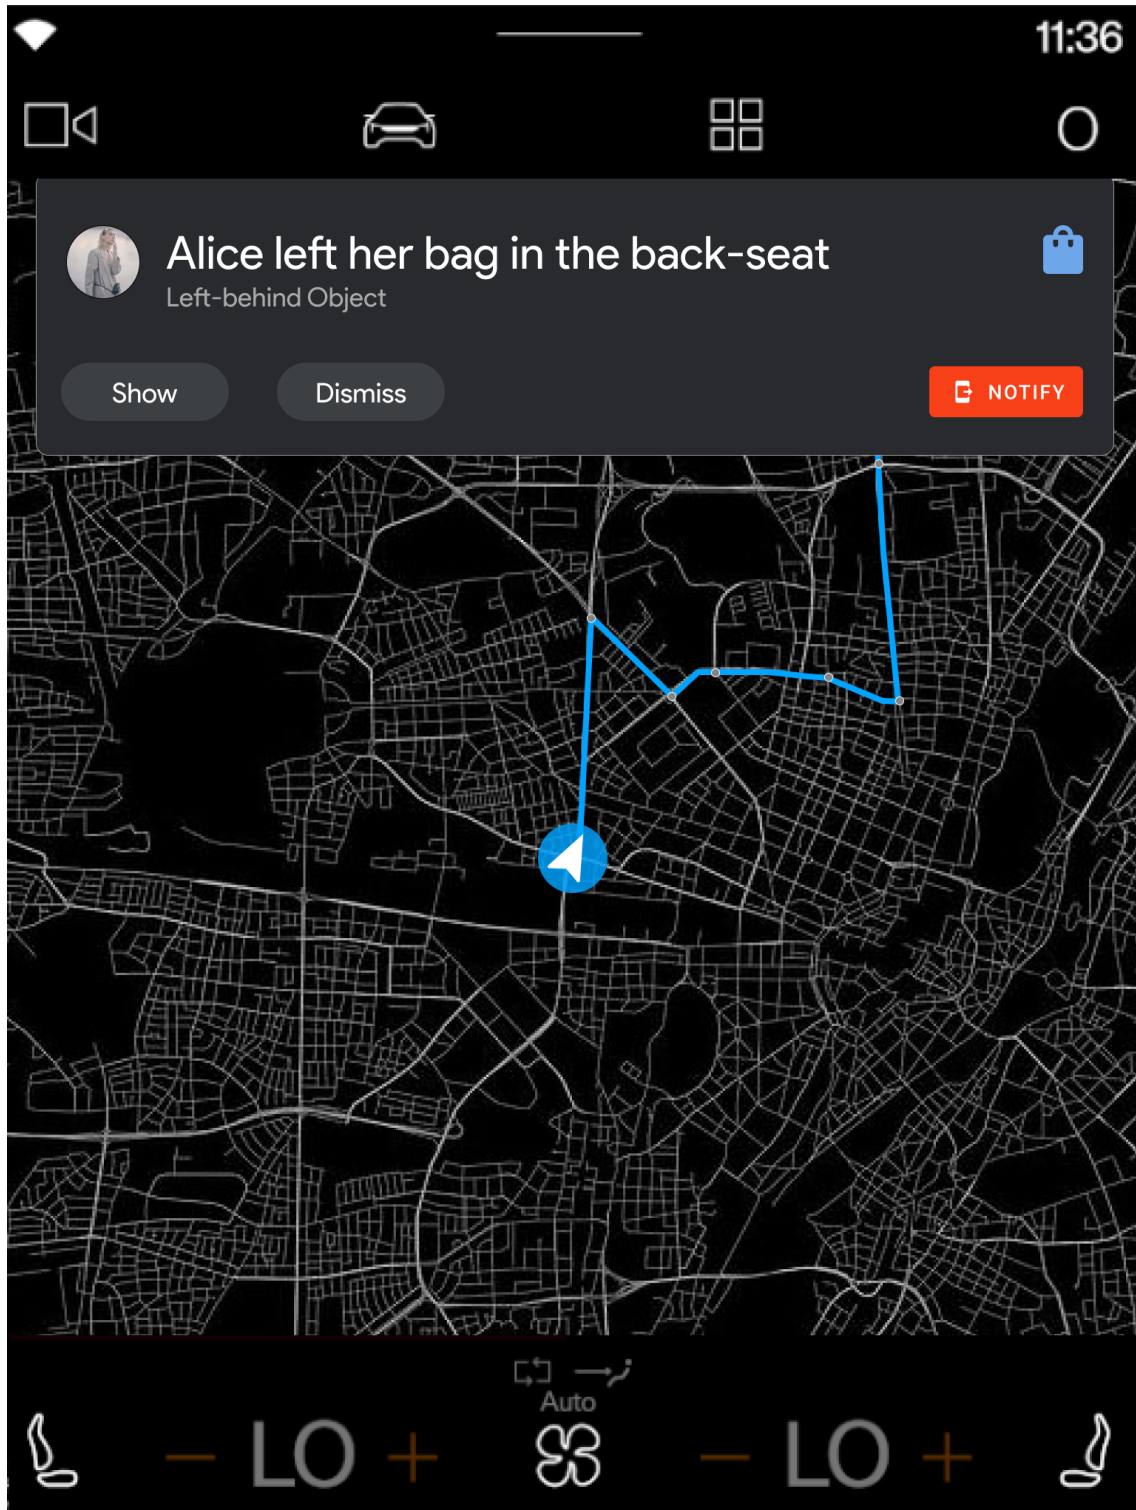 11:36
O
Alice left her bag in the back-seat
Left-behind Object
Show
Dismiss
NOTIFY
Auto
LO
LO